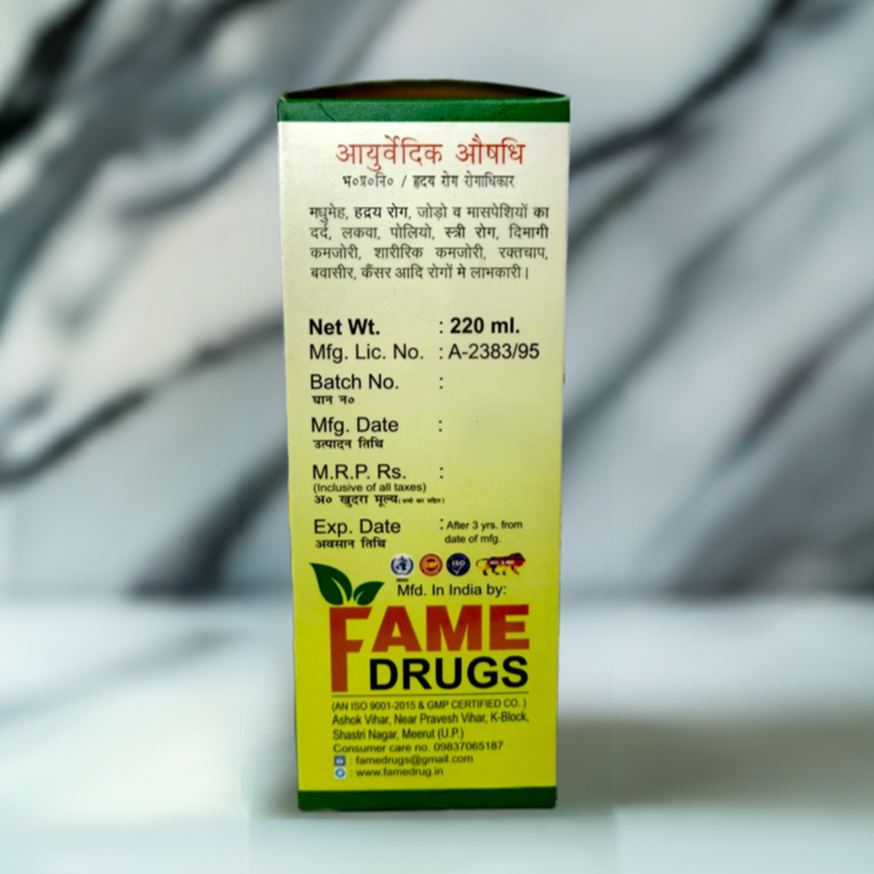 आयुर्वेदिक औषधि
भ०प्र०नि० / हृदय रोग रोगाधिकार
मधुमेह, हद्रय रोग, जोड़ो व मासपेशियों का
दर्द, लकवा, पोलियो, स्त्री रोग, दिमागी
कमजोरी, शारीरिक कमजोरी, रक्तचाप,
बवासीर, कैंसर आदि रोगों मे लाभकारी।
Net Wt. : 220 ml.
Mfg. Lic. No. : A-2383/95
Batch No. :
घान न०
Mfg. Date :
उत्पादन तिथि
M.R.P. Rs. :
(Inclusive of all taxes)
अ० खुदरा मूल्य
Exp. Date : After 3 yrs. from
अवसान तिथि date of mfg.
ISO
Mfd. In India by:
FAME
DRUGS
(AN ISO 9001-2015 & GMP CERTIFIED CO. )
Ashok Vihar, Near Pravesh Vihar, K-Block,
Shastri Nagar, Meerut (U.P.)
Consumer care no. 09837065187
: famedrugs@gmail.com
: www.famedrug.in